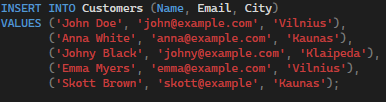 INSERT INTO Customers (Name, Email, City)
VALUES ('John Doe', 'john@example.com', 'Vilnius'),
('Anna White', 'anna@example.com', 'Kaunas'),
('Johny Black', 'johny@example.com', 'Klaipeda'),
('Emma Myers', 'emma@example.com', 'Vilnius'),
('Skott Brown', 'skott@example', 'Kaunas');